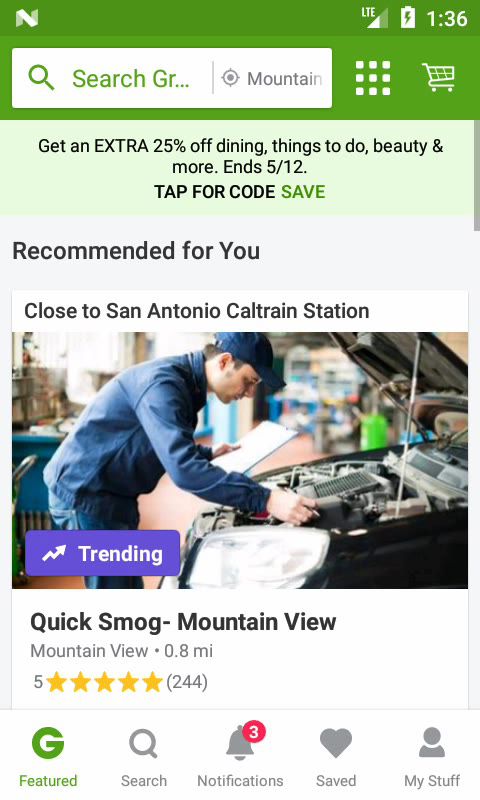 LTE
1:36
Search Gr... Mountain
Get an EXTRA 25% off dining, things to do, beauty &
more. Ends 5/12.
TAP FOR CODE SAVE
Recommended for You
Close to San Antonio Caltrain Station
Trending
Quick Smog- Mountain View
Mountain View • 0.8 mi
5 (244)
3
Featured Search Notifications Saved My Stuff